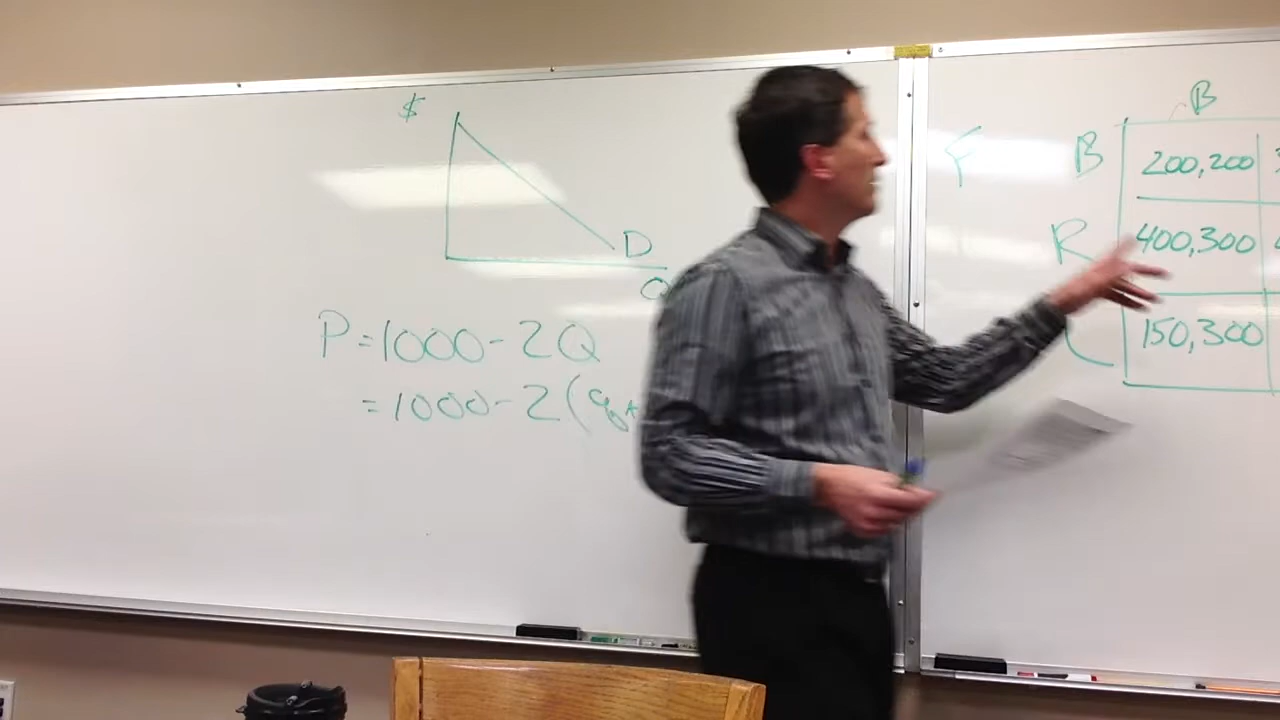 $
D
Q
P = 1000 - 2Q
= 1000 - 2(q
B
F
B 200,200
R 400,300
C 150,300